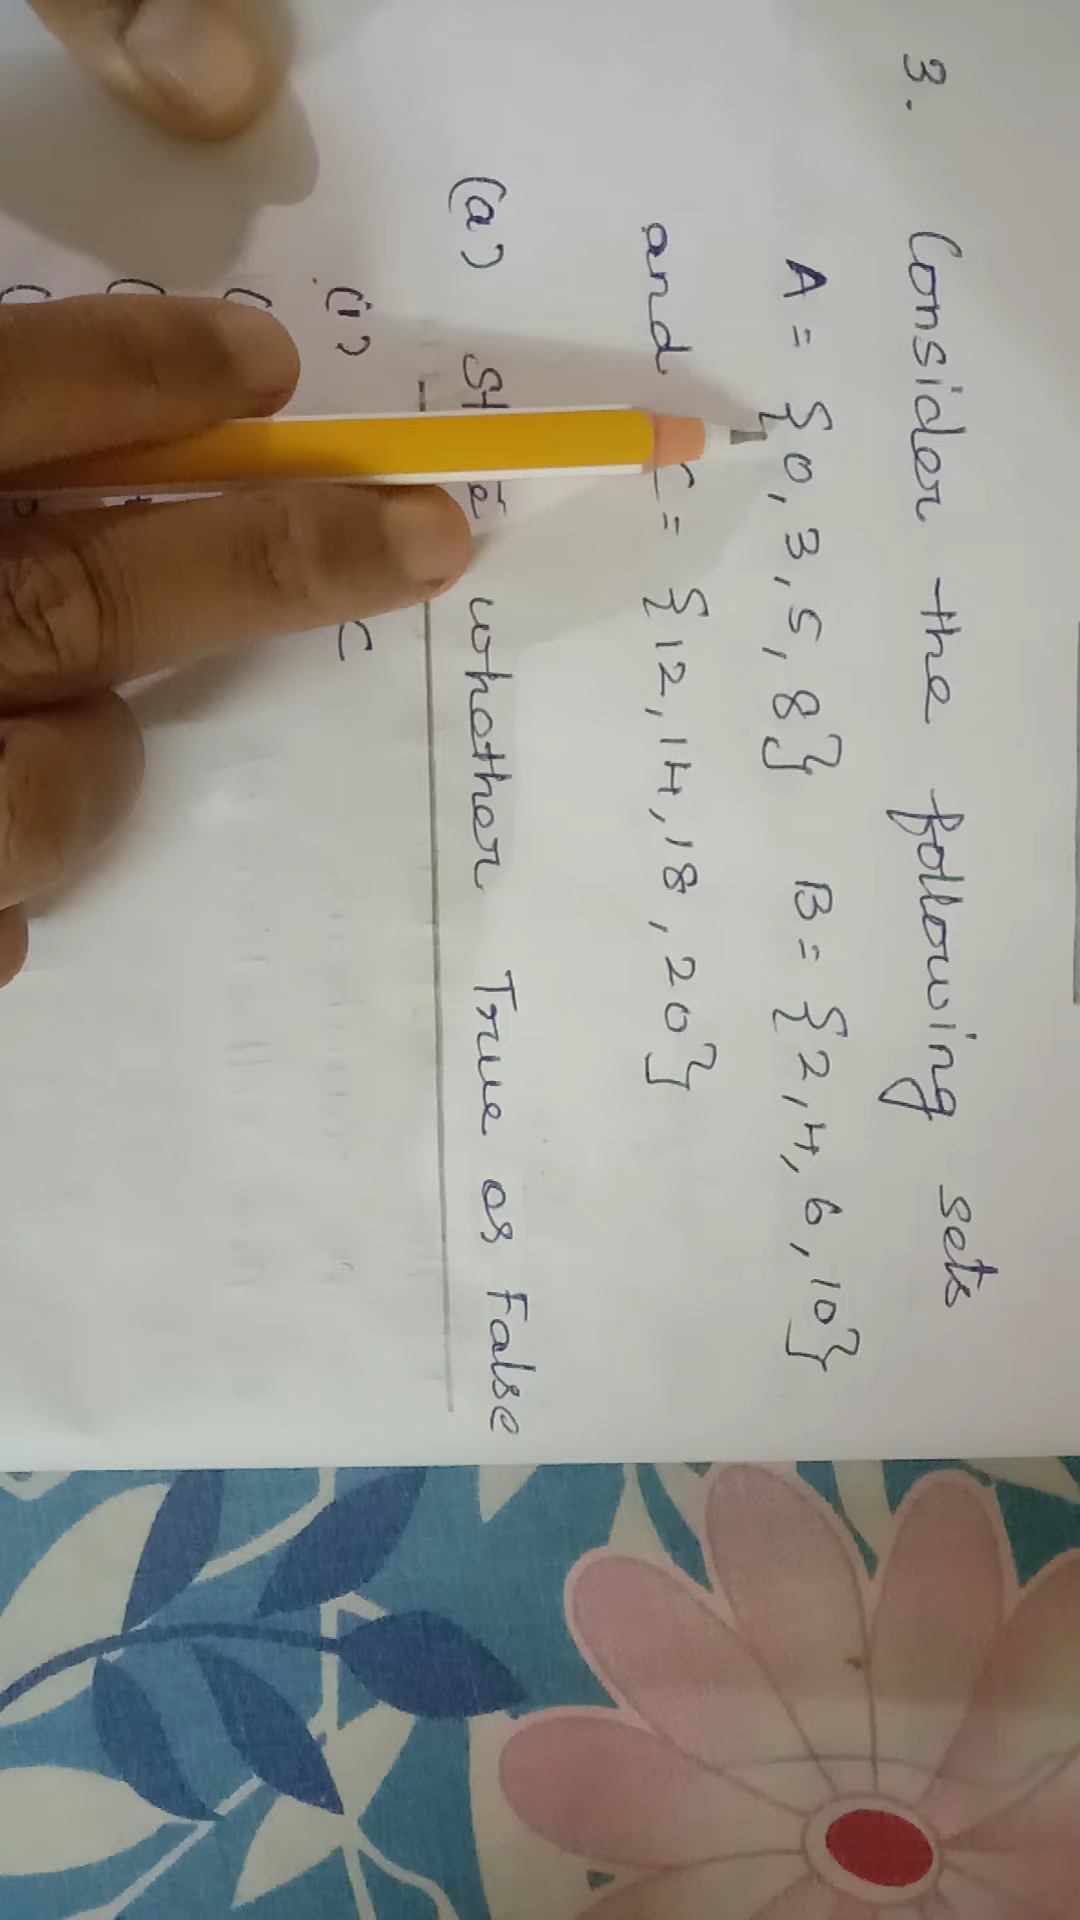 3. Consider the following sets
A = {0, 3, 5, 8} B = {2, 4, 6, 10}
and C = {12, 14, 18, 20}
(a) whether True or False
(i) C